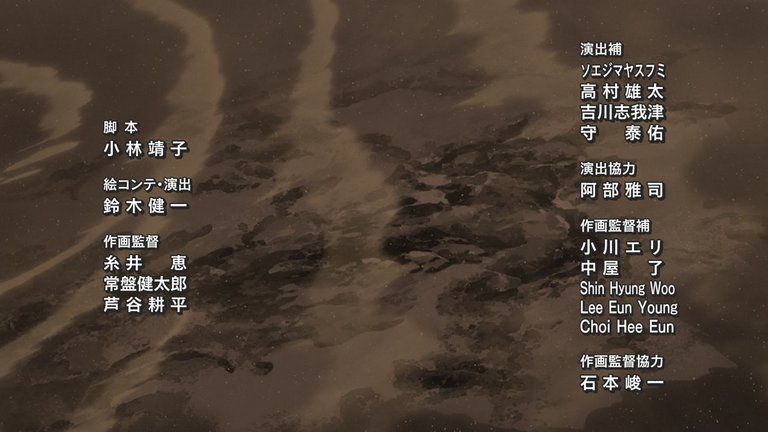 脚本
小林靖子
絵コンテ・演出
鈴木健一
作画監督
糸井 恵
常盤健太郎
芦谷耕平
演出補
ソエジマヤスフミ
高村雄太
吉川志我津
守 泰佑
演出協力
阿部雅司
作画監督補
小川エリ
中屋 了
Shin Hyung Woo
Lee Eun Young
Choi Hee Eun
作画監督協力
石本峻一